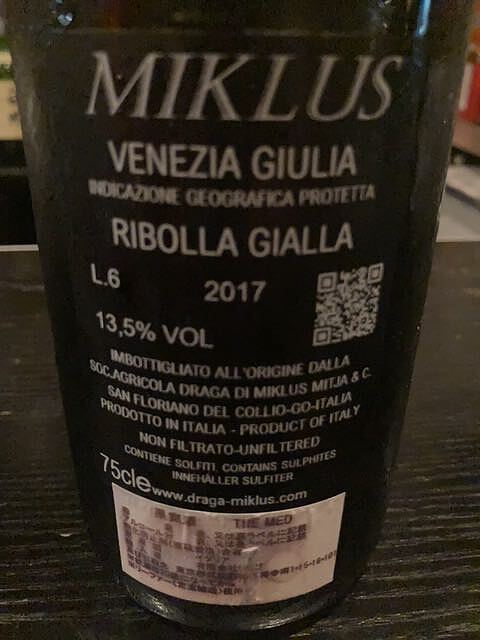 MIKLUS
VENEZIA GIULIA
INDICAZIONE GEOGRAFICA PROTETTA
RIBOLLA GIALLA
L.6
2017
13,5% VOL
IMBOTTIGLIATO ALL'ORIGINE DALLA
SOC.AGRICOLA DRAGA DI MIKLUS MITJA & C.
SAN FLORIANO DEL COLLIO-GO-ITALIA
PRODOTTO IN ITALIA - PRODUCT OF ITALY
NON FILTRATO-UNFILTERED
CONTIENE SOLFITI, CONTAINS SULPHITES
INNEHÅLLER SULFITER
75cle www.draga-miklus.com
THE MED